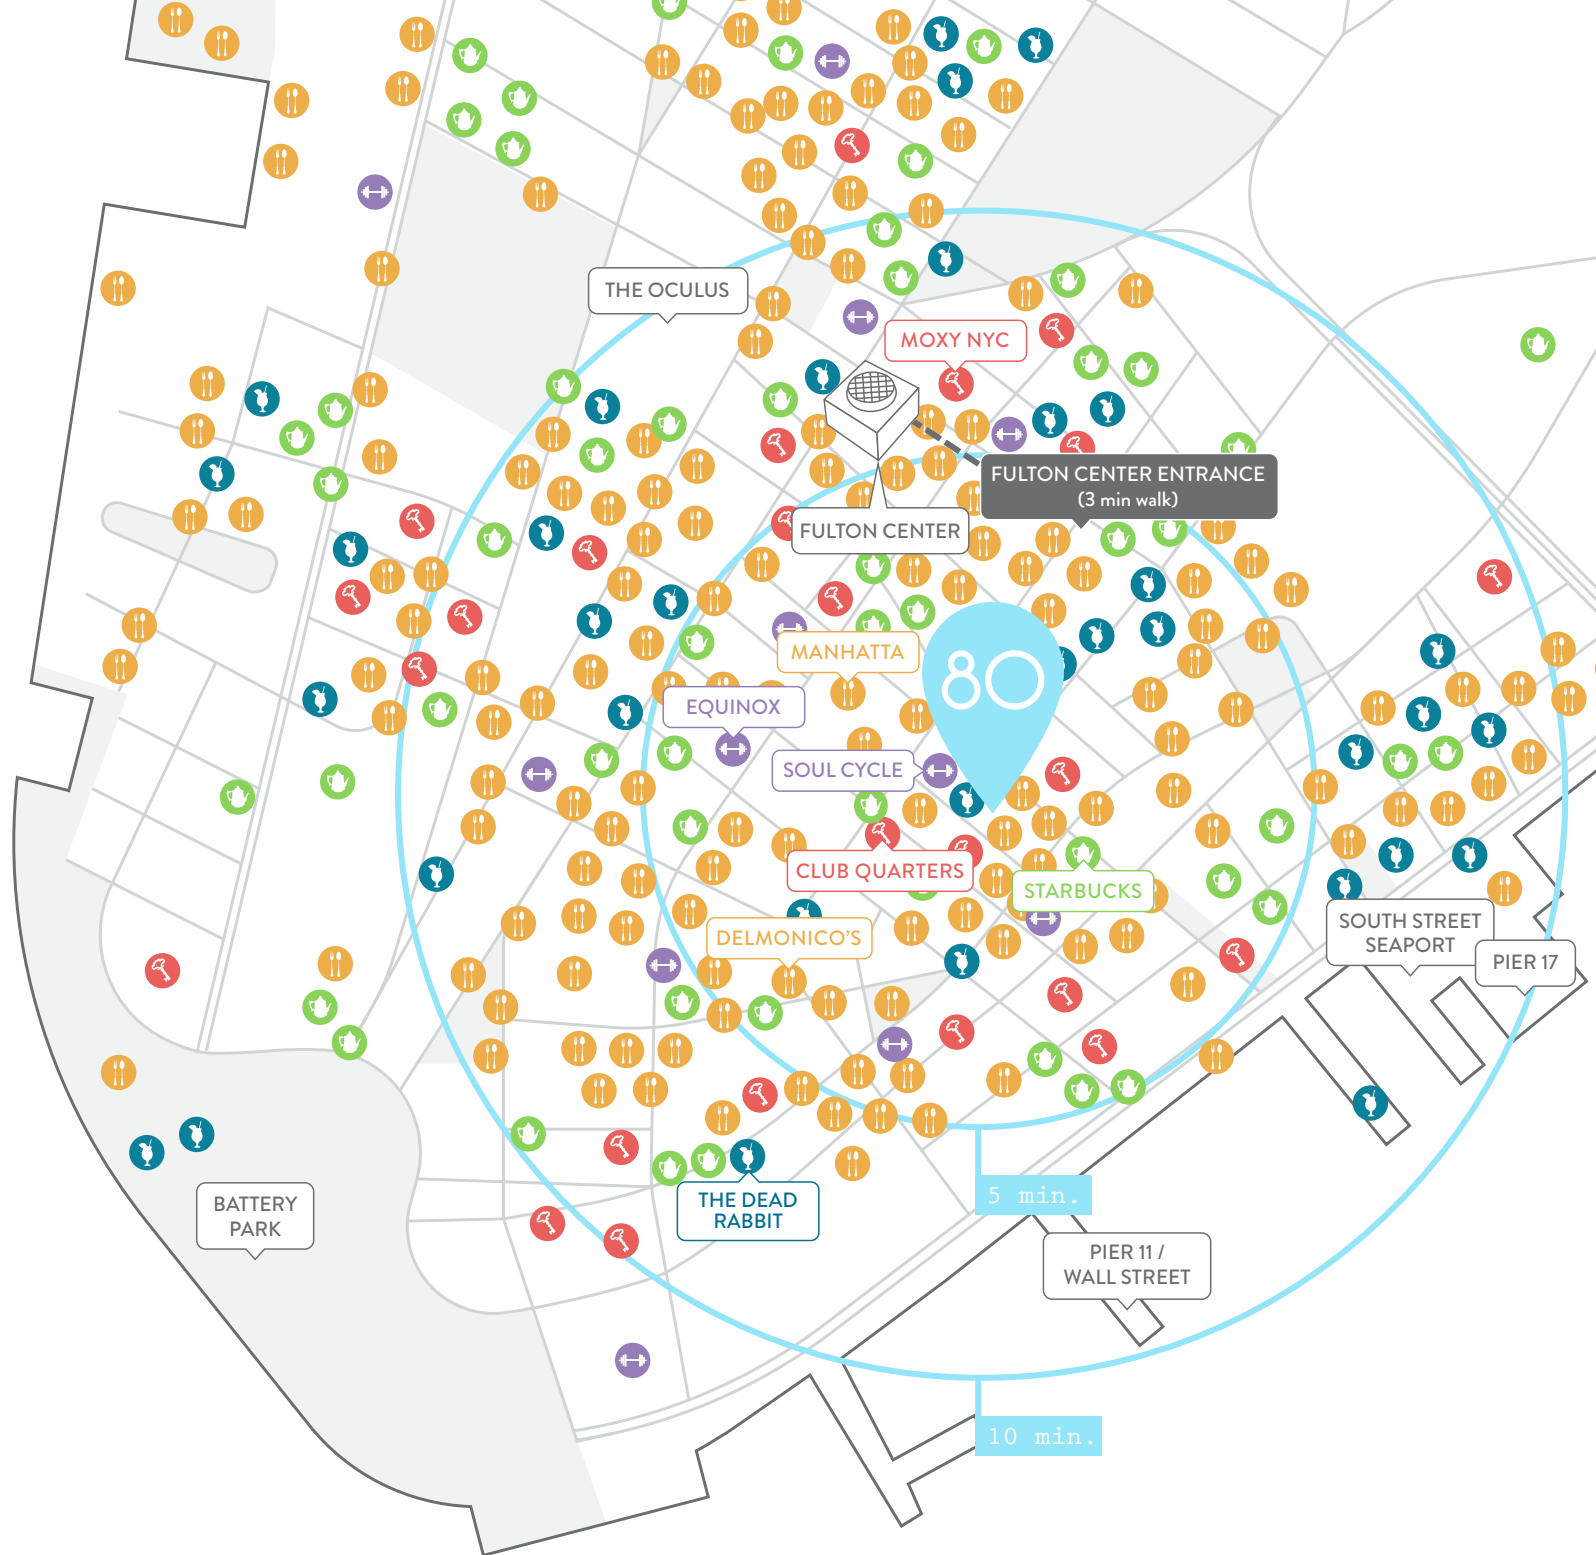 THE OCULUS
MOXY NYC
FULTON CENTER ENTRANCE
(3 min walk)
FULTON CENTER
MANHATTA
80
EQUINOX
SOUL CYCLE
CLUB QUARTERS
STARBUCKS
DELMONICO'S
SOUTH STREET
SEAPORT
PIER 17
5 min.
THE DEAD
RABBIT
BATTERY
PARK
PIER 11 /
WALL STREET
10 min.